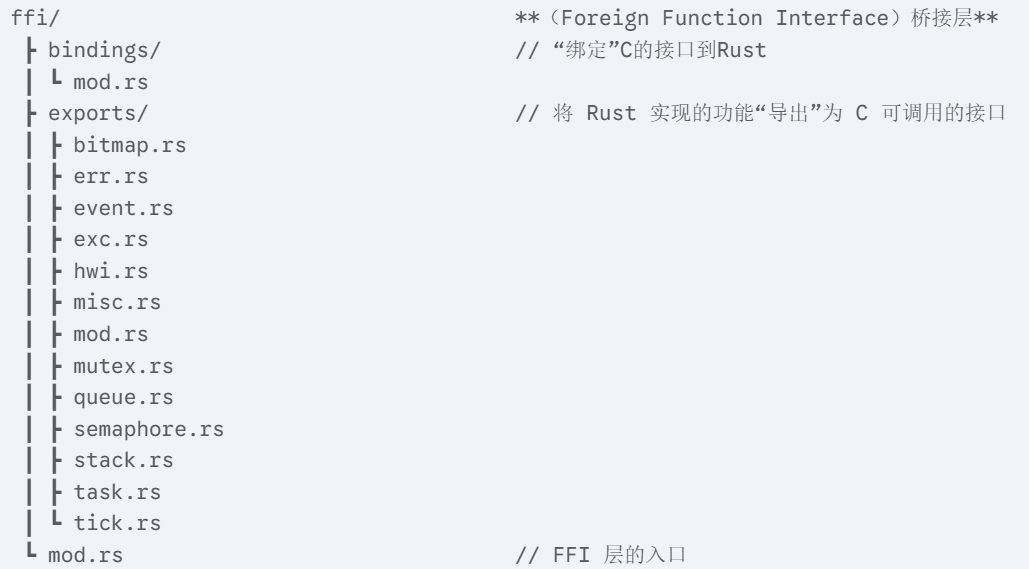 ffi/ **（Foreign Function Interface）桥接层**
┣ bindings/ // “绑定”C的接口到Rust
┃ ┗ mod.rs
┣ exports/ // 将 Rust 实现的功能“导出”为 C 可调用的接口
┃ ┣ bitmap.rs
┃ ┣ err.rs
┃ ┣ event.rs
┃ ┣ exc.rs
┃ ┣ hwi.rs
┃ ┣ misc.rs
┃ ┣ mod.rs
┃ ┣ mutex.rs
┃ ┣ queue.rs
┃ ┣ semaphore.rs
┃ ┣ stack.rs
┃ ┣ task.rs
┃ ┗ tick.rs
┗ mod.rs // FFI 层的入口